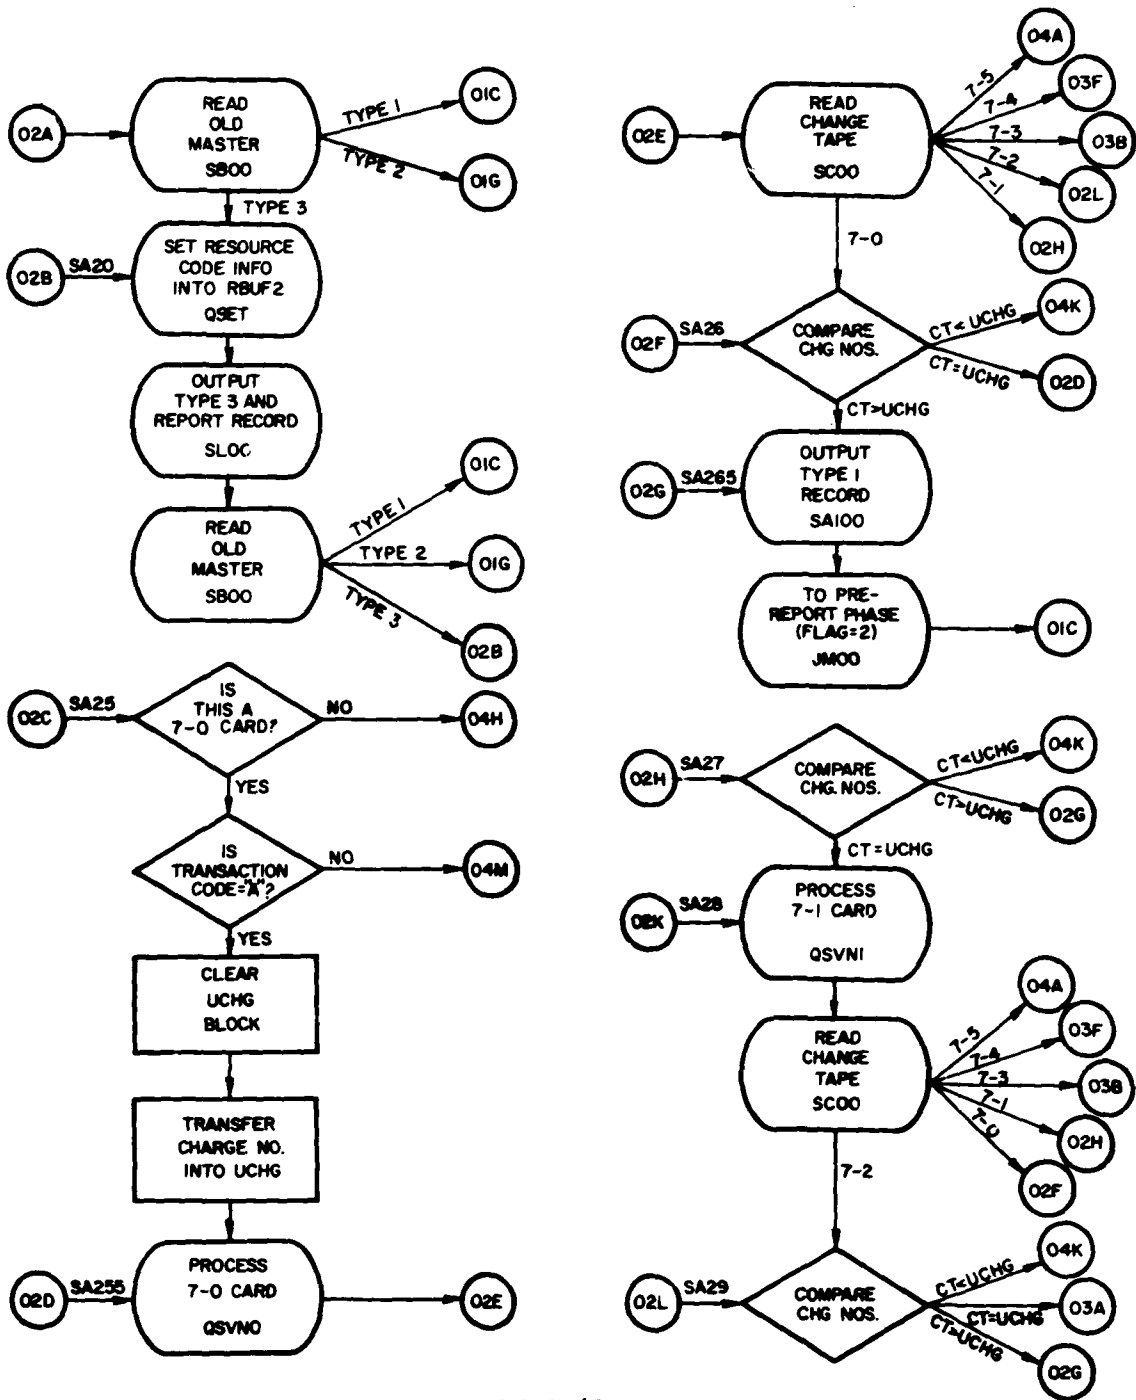 02A
READ
OLD
MASTER
SB00
TYPE 1
01C
TYPE 2
01G
TYPE 3
02B
SA20
SET RESOURCE
CODE INFO
INTO RBUF2
QSET
OUTPUT
TYPE 3 AND
REPORT RECORD
SLOC
READ
OLD
MASTER
SB00
TYPE 1
01C
TYPE 2
01G
TYPE 3
02B
02C
SA25
IS
THIS A
7-0 CARD?
NO
04H
YES
IS
TRANSACTION
CODE="A"?
NO
04M
YES
CLEAR
UCHG
BLOCK
TRANSFER
CHARGE NO.
INTO UCHG
02D
SA255
PROCESS
7-0 CARD
QSVN0
02E
02E
READ
CHANGE
TAPE
SC00
7-5
04A
7-4
03F
7-3
03B
7-2
02L
7-1
02H
7-0
02F
SA26
COMPARE
CHG NOS.
CT<UCHG
04K
CT=UCHG
02D
CT>UCHG
02G
SA265
OUTPUT
TYPE 1
RECORD
SA100
TO PRE-
REPORT PHASE
(FLAG=2)
JM00
01C
02H
SA27
COMPARE
CHG. NOS.
CT<UCHG
04K
CT>UCHG
02G
CT=UCHG
02K
SA28
PROCESS
7-1 CARD
QSVN1
READ
CHANGE
TAPE
SC00
7-5
04A
7-4
03F
7-3
03B
7-1
02H
7-0
02F
7-2
02L
SA29
COMPARE
CHG NOS.
CT<UCHG
04K
CT=UCHG
03A
CT>UCHG
02G